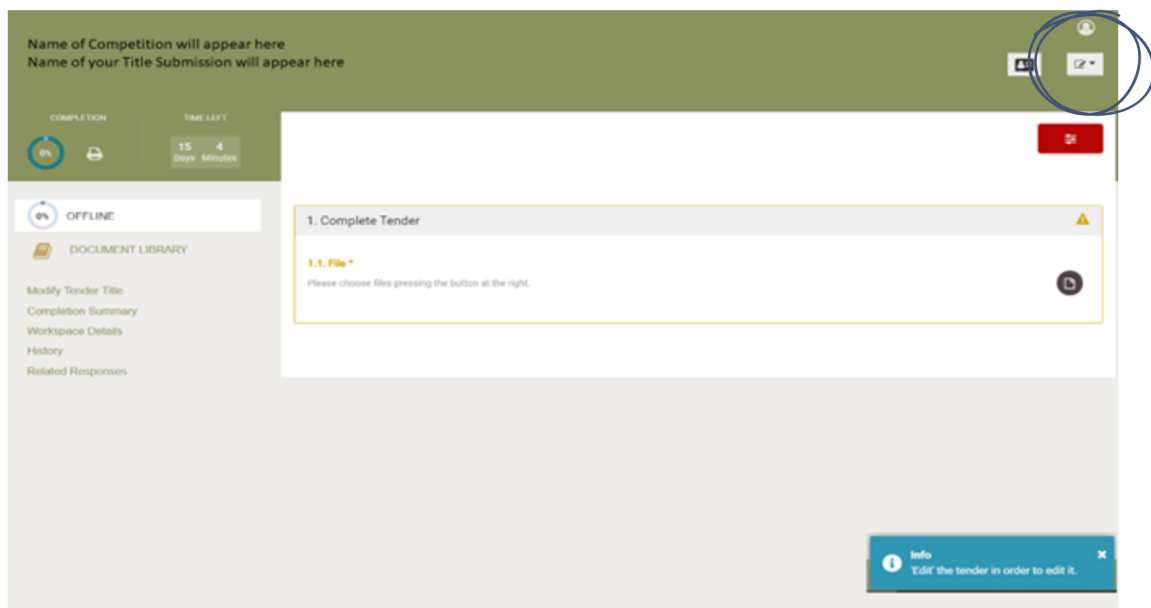 Name of Competition will appear here
Name of your Title Submission will appear here
COMPLETION
TIME LEFT
0%
15 4
Days Minutes
0% OFFLINE
DOCUMENT LIBRARY
Modify Tender Title
Completion Summary
Workspace Details
History
Related Responses
1. Complete Tender
1.1. File *
Please choose files pressing the button at the right.
Info
'Edit' the tender in order to edit it.